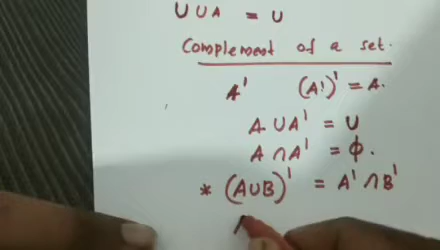 U ∪ A = U
Complement of a set.
A' (A')' = A.
A ∪ A' = U
A ∩ A' = φ.
* (A∪B)' = A' ∩ B'